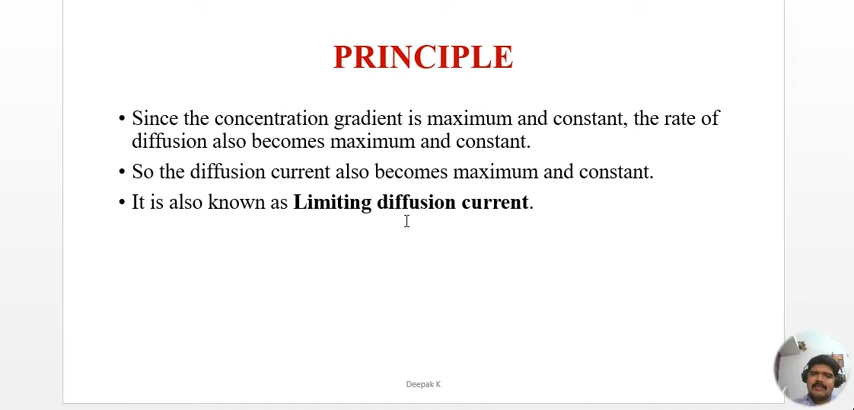 PRINCIPLE
• Since the concentration gradient is maximum and constant, the rate of
diffusion also becomes maximum and constant.
• So the diffusion current also becomes maximum and constant.
• It is also known as Limiting diffusion current.
Deepak K